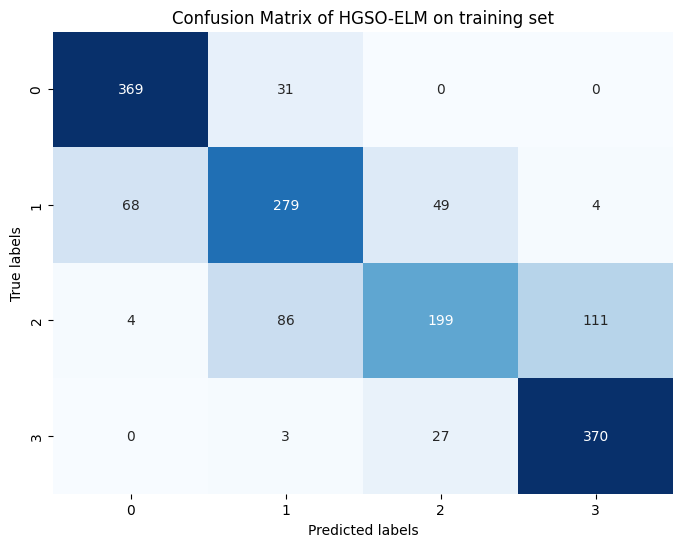 Confusion Matrix of HGSO-ELM on training set
0 369 31 0 0
1 68 279 49 4
2 4 86 199 111
3 0 3 27 370
0 1 2 3
True labels
Predicted labels